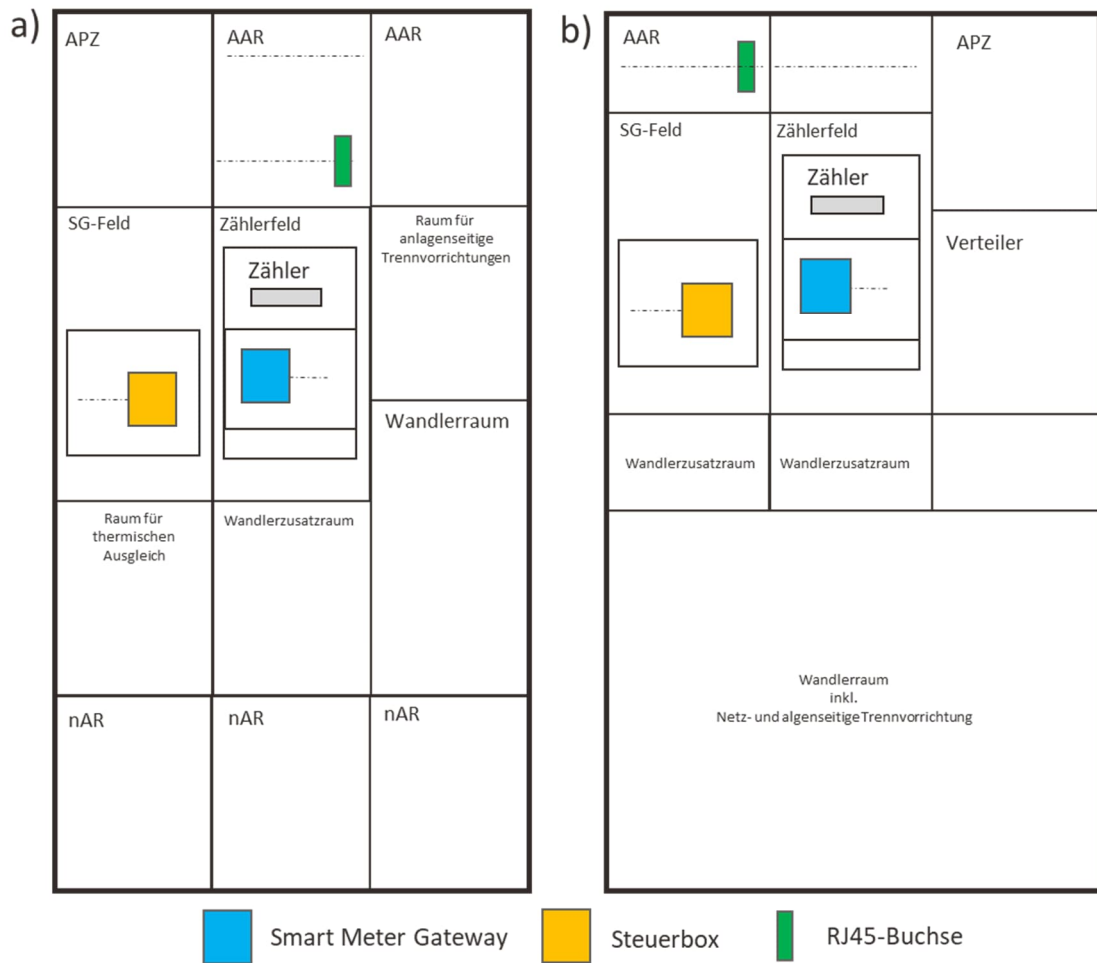 a)
APZ
AAR
AAR
SG-Feld
Zählerfeld
Raum für
anlagenseitige
Trennvorrichtungen
Zähler
Wandlerraum
Raum für
thermischen
Ausgleich
Wandlerzusatzraum
nAR
nAR
nAR
b)
AAR
APZ
SG-Feld
Zählerfeld
Zähler
Verteiler
Wandlerzusatzraum
Wandlerzusatzraum
Wandlerraum
inkl.
Netz- und algenseitige Trennvorrichtung
Smart Meter Gateway
Steuerbox
RJ45-Buchse